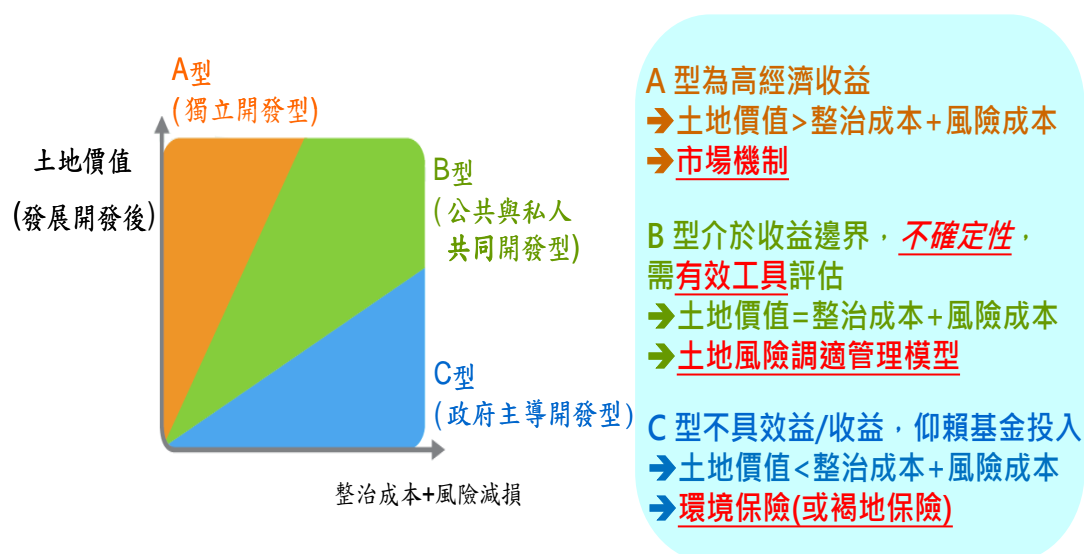 A型
(獨立開發型)
土地價值
(發展開發後)
B型
(公共與私人
共同開發型)
C型
(政府主導開發型)
整治成本+風險減損
A 型為高經濟收益
➔土地價值>整治成本+風險成本
➔市場機制
B 型介於收益邊界，不確定性，
需有效工具評估
➔土地價值=整治成本+風險成本
➔土地風險調適管理模型
C 型不具效益/收益，仰賴基金投入
➔土地價值<整治成本+風險成本
➔環境保險(或褐地保險)